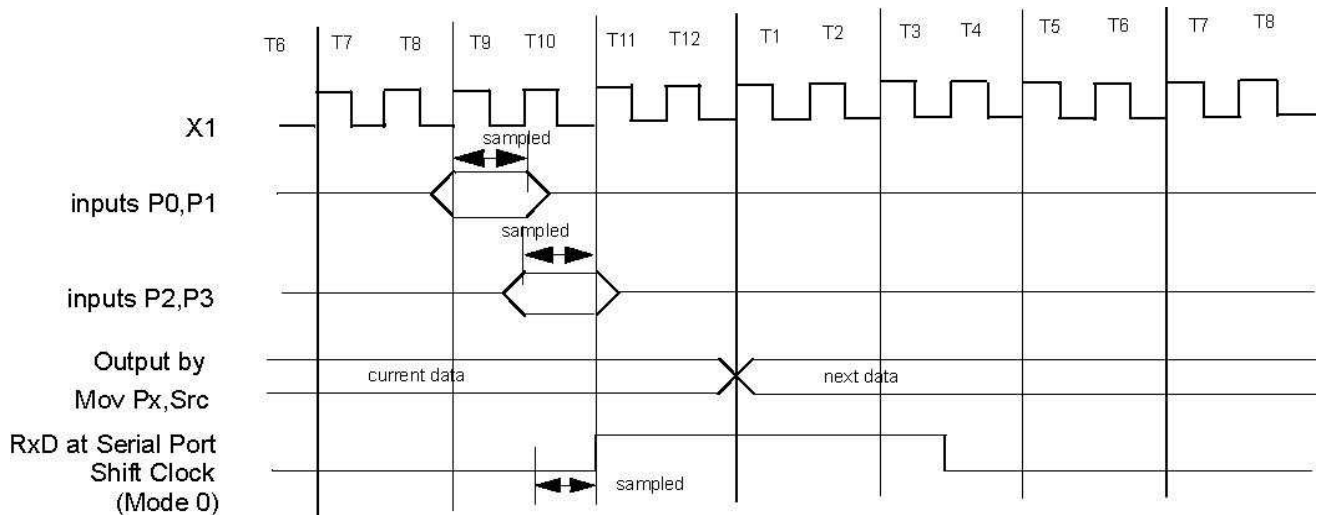 T6 T7 T8 T9 T10 T11 T12 T1 T2 T3 T4 T5 T6 T7 T8
X1
sampled
inputs P0,P1
sampled
inputs P2,P3
Output by
current data next data
Mov Px,Src
RxD at Serial Port
Shift Clock
sampled
(Mode 0)